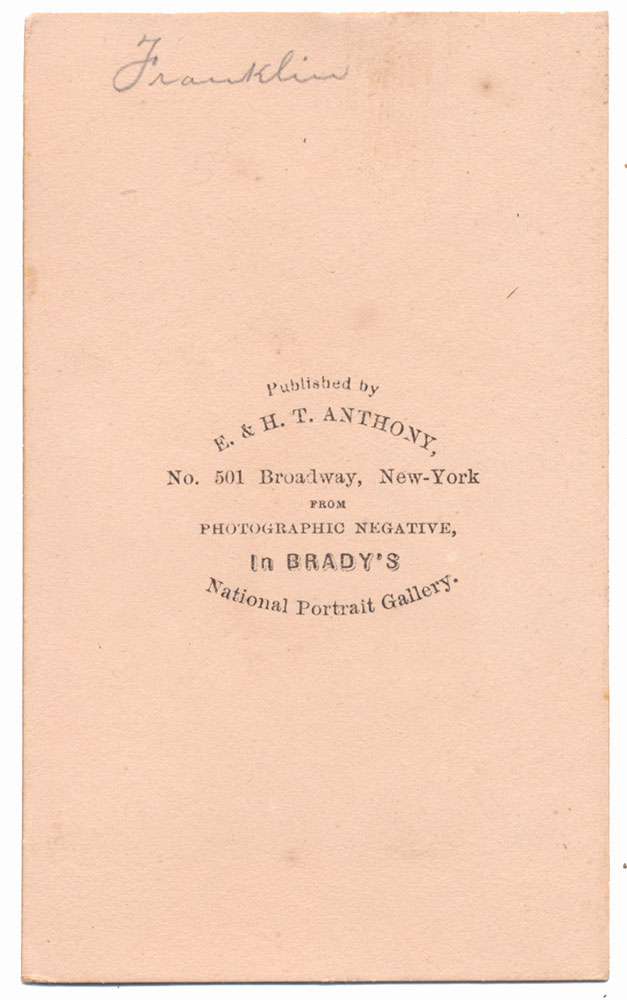 Franklin
Published by
E. & H. T. ANTHONY,
No. 501 Broadway, New-York
FROM
PHOTOGRAPHIC NEGATIVE,
In BRADY'S
National Portrait Gallery.